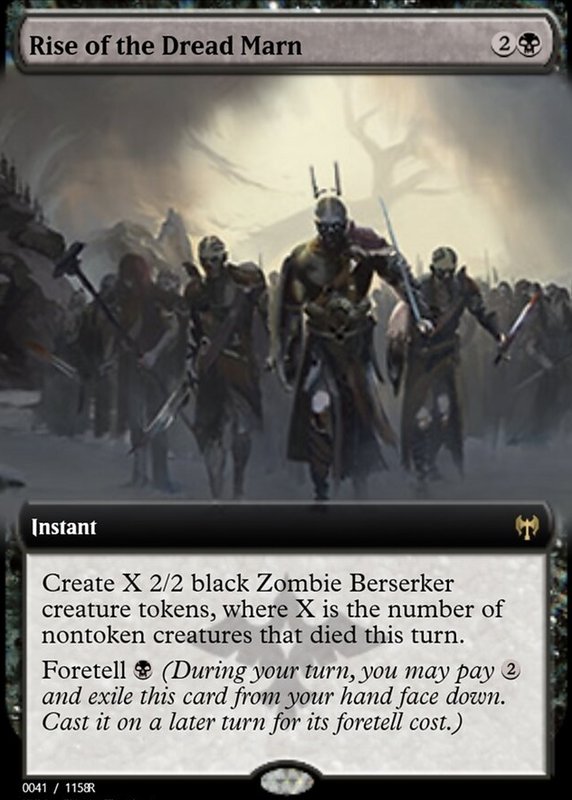 Rise of the Dread Marn 2
Instant
Create X 2/2 black Zombie Berserker
creature tokens, where X is the number of
nontoken creatures that died this turn.
Foretell (During your turn, you may pay 2
and exile this card from your hand face down.
Cast it on a later turn for its foretell cost.)
0041 / 1158R